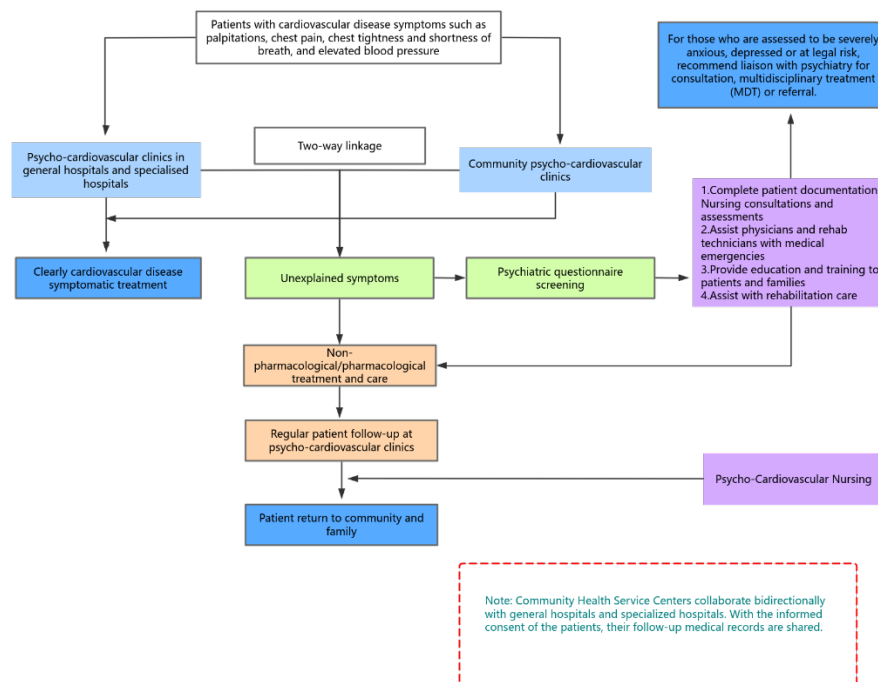 Patients with cardiovascular disease symptoms such as
palpitations, chest pain, chest tightness and shortness of
breath, and elevated blood pressure
For those who are assessed to be severely
anxious, depressed or at legal risk,
recommend liaison with psychiatry for
consultation, multidisciplinary treatment
(MDT) or referral.
Psycho-cardiovascular clinics in
general hospitals and specialised
hospitals
Two-way linkage
Community psycho-cardiovascular
clinics
1.Complete patient documentation
Nursing consultations and
assessments
2.Assist physicians and rehab
technicians with medical
emergencies
3.Provide education and training to
patients and families
4.Assist with rehabilitation care
Clearly cardiovascular disease
symptomatic treatment
Unexplained symptoms
Psychiatric questionnaire
screening
Non-
pharmacological/pharmacological
treatment and care
Regular patient follow-up at
psycho-cardiovascular clinics
Psycho-Cardiovascular Nursing
Patient return to community and
family
Note: Community Health Service Centers collaborate bidirectionally
with general hospitals and specialized hospitals. With the informed
consent of the patients, their follow-up medical records are shared.